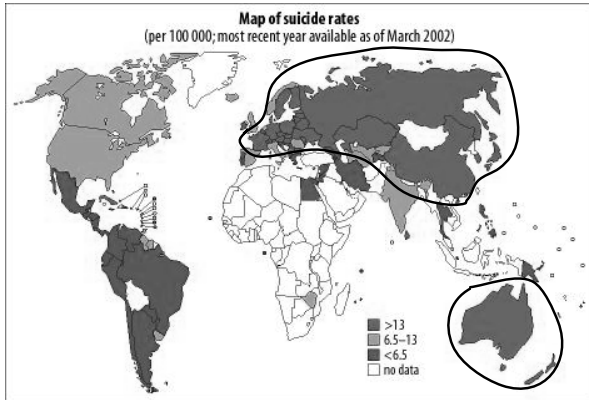 Map of suicide rates
(per 100 000; most recent year available as of March 2002)
>13
6.5–13
<6.5
no data